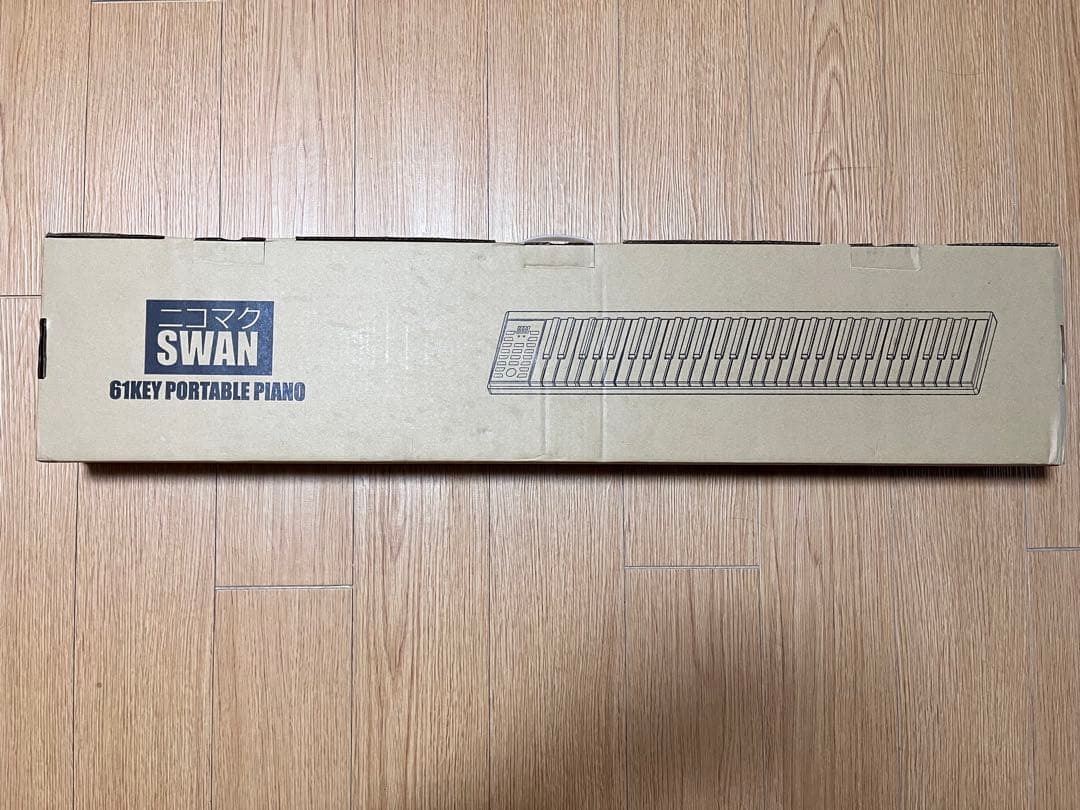 ニコマク
SWAN
61KEY PORTABLE PIANO